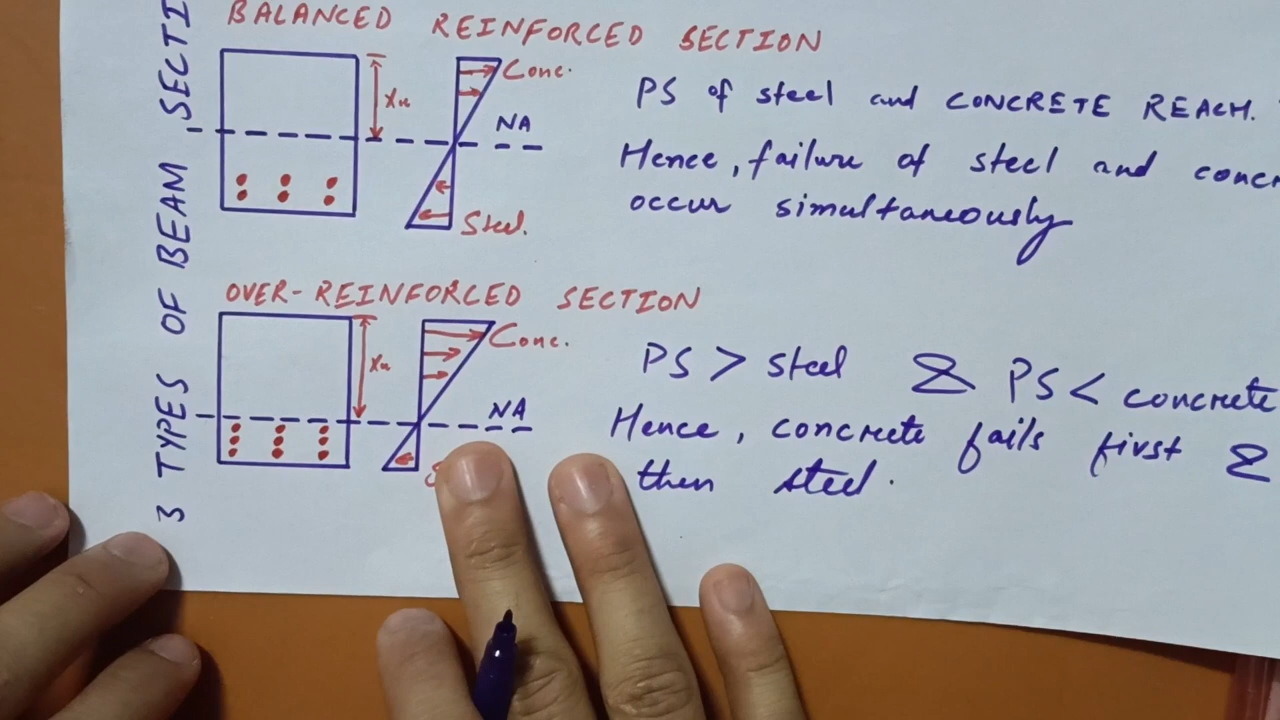 3 TYPES OF BEAM SECTI
BALANCED REINFORCED SECTION
Xu
Conc.
NA
Steel.
PS of steel and CONCRETE REACH.
Hence, failure of steel and concr
occur simultaneously
OVER-REINFORCED SECTION
Xu
Conc.
NA
PS > steel & PS < concrete
Hence, concrete fails first &
then steel.